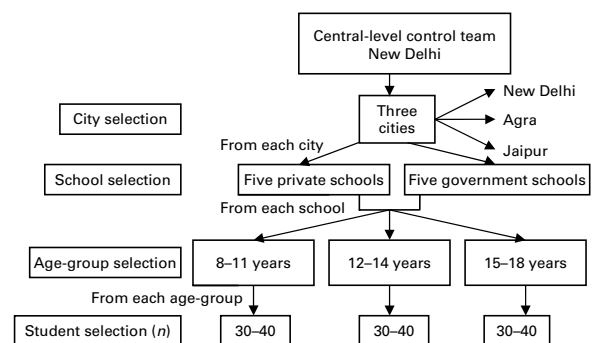 Central-level control team
New Delhi
City selection
Three
cities
New Delhi
Agra
Jaipur
From each city
School selection
Five private schools
Five government schools
From each school
Age-group selection
8–11 years
12–14 years
15–18 years
From each age-group
Student selection (n)
30–40
30–40
30–40